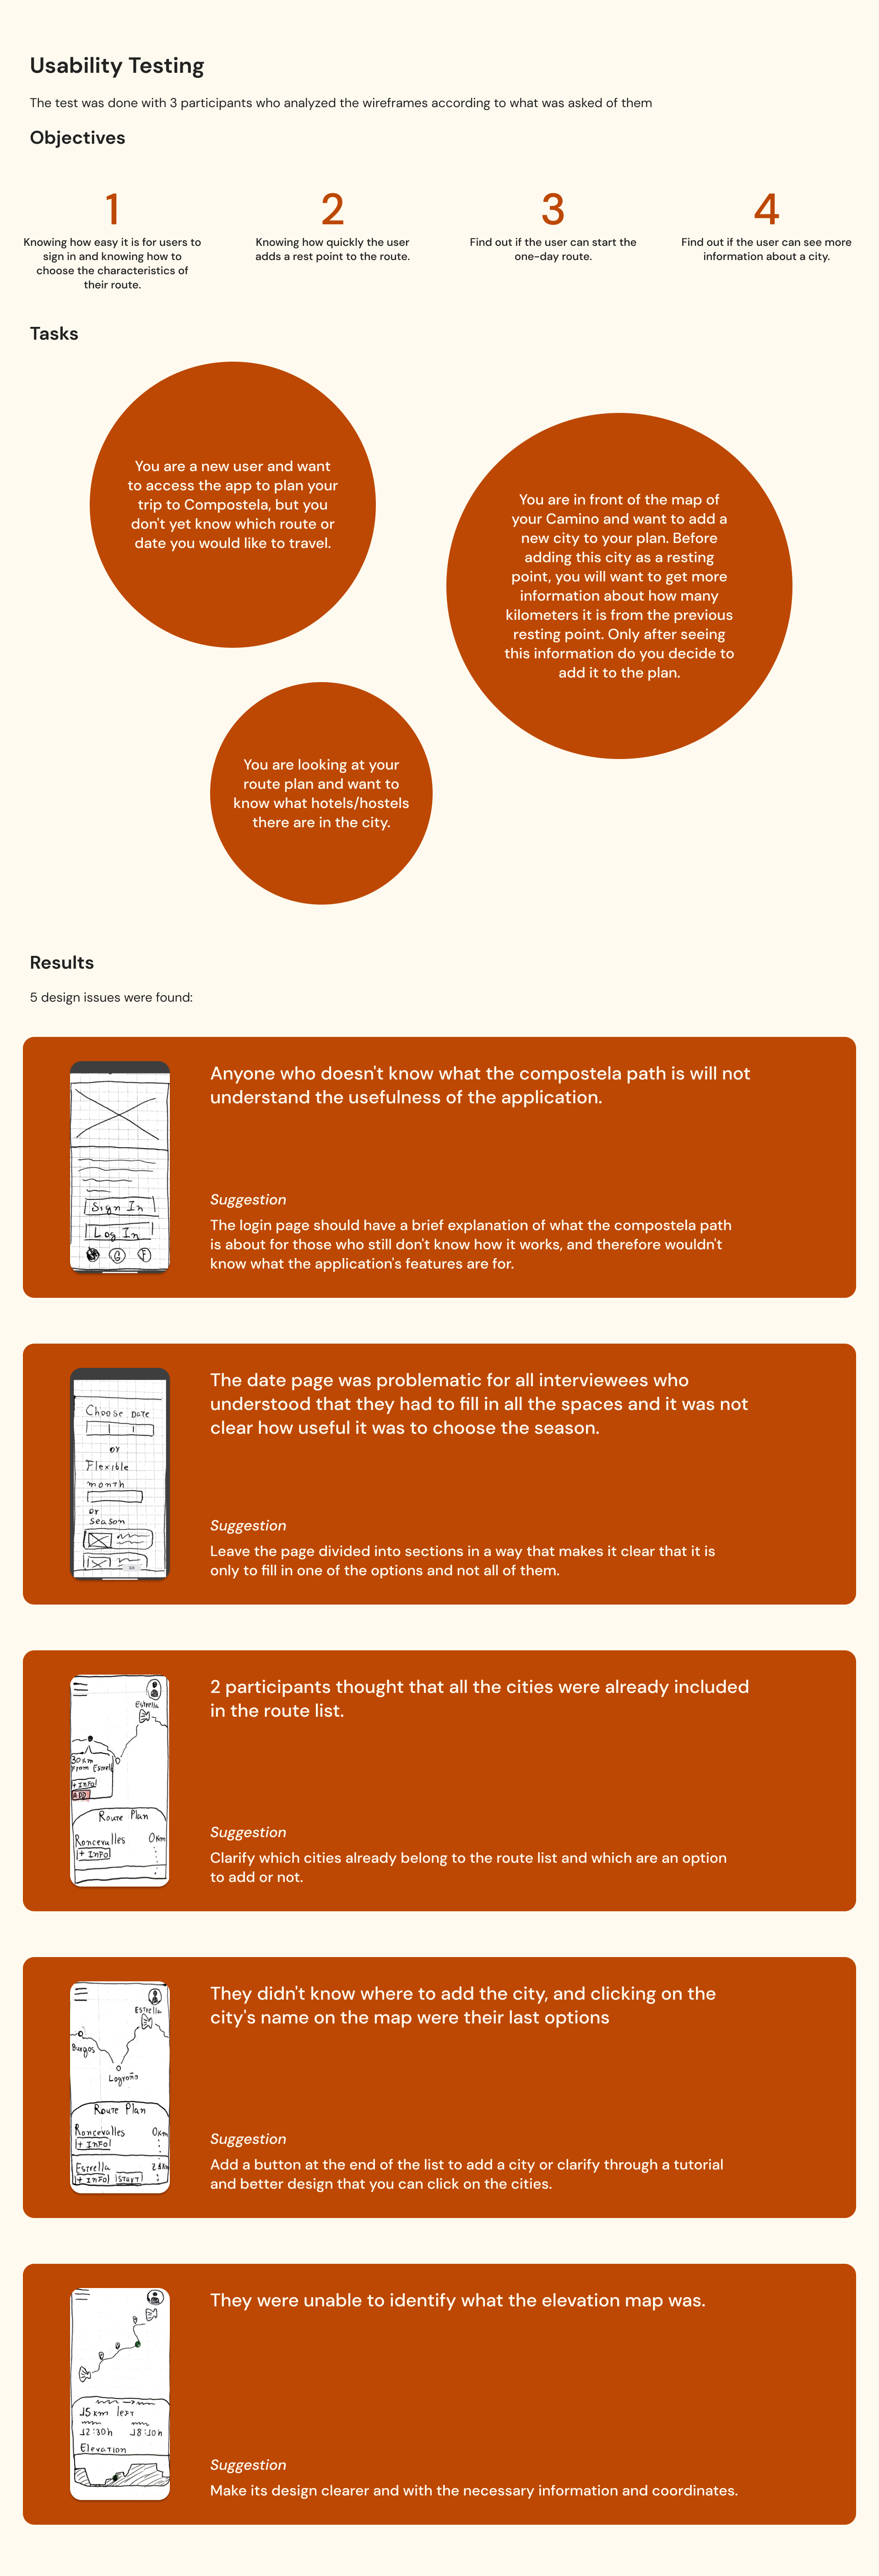 Usability Testing
The test was done with 3 participants who analyzed the wireframes according to what was asked of them
Objectives
1
Knowing how easy it is for users to
sign in and knowing how to
choose the characteristics of
their route.
2
Knowing how quickly the user
adds a rest point to the route.
3
Find out if the user can start the
one-day route.
4
Find out if the user can see more
information about a city.
Tasks
You are a new user and want
to access the app to plan your
trip to Compostela, but you
don't yet know which route or
date you would like to travel.
You are in front of the map of
your Camino and want to add a
new city to your plan. Before
adding this city as a resting
point, you will want to get more
information about how many
kilometers it is from the previous
resting point. Only after seeing
this information do you decide to
add it to the plan.
You are looking at your
route plan and want to
know what hotels/hostels
there are in the city.
Results
5 design issues were found:
Sign In
Log In
G
F
Anyone who doesn't know what the compostela path is will not
understand the usefulness of the application.
Suggestion
The login page should have a brief explanation of what the compostela path
is about for those who still don't know how it works, and therefore wouldn't
know what the application's features are for.
Choose Date
or
Flexible
month
or
season
The date page was problematic for all interviewees who
understood that they had to fill in all the spaces and it was not
clear how useful it was to choose the season.
Suggestion
Leave the page divided into sections in a way that makes it clear that it is
only to fill in one of the options and not all of them.
Estrella
30km
From Estrell
+ INFO
ADD
Route Plan
Roncevalles 0km
+ INFO
2 participants thought that all the cities were already included
in the route list.
Suggestion
Clarify which cities already belong to the route list and which are an option
to add or not.
Estrella
Burgos
Logroño
Route Plan
Roncevalles 0km
+ INFO
Estrella
+ INFO START
They didn't know where to add the city, and clicking on the
city's name on the map were their last options
Suggestion
Add a button at the end of the list to add a city or clarify through a tutorial
and better design that you can click on the cities.
15km left
12:30h 18:10h
Elevation
They were unable to identify what the elevation map was.
Suggestion
Make its design clearer and with the necessary information and coordinates.